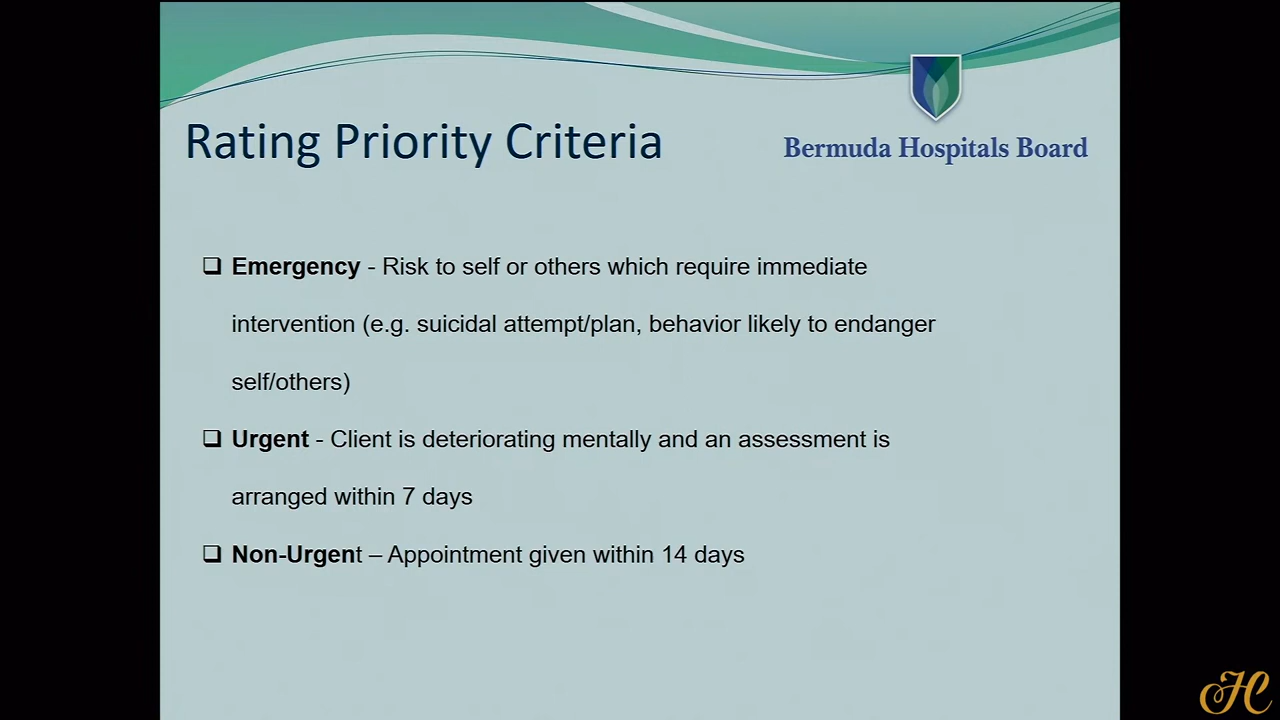 Rating Priority Criteria
Bermuda Hospitals Board
❑ Emergency - Risk to self or others which require immediate
intervention (e.g. suicidal attempt/plan, behavior likely to endanger
self/others)
❑ Urgent - Client is deteriorating mentally and an assessment is
arranged within 7 days
❑ Non-Urgent – Appointment given within 14 days
HC